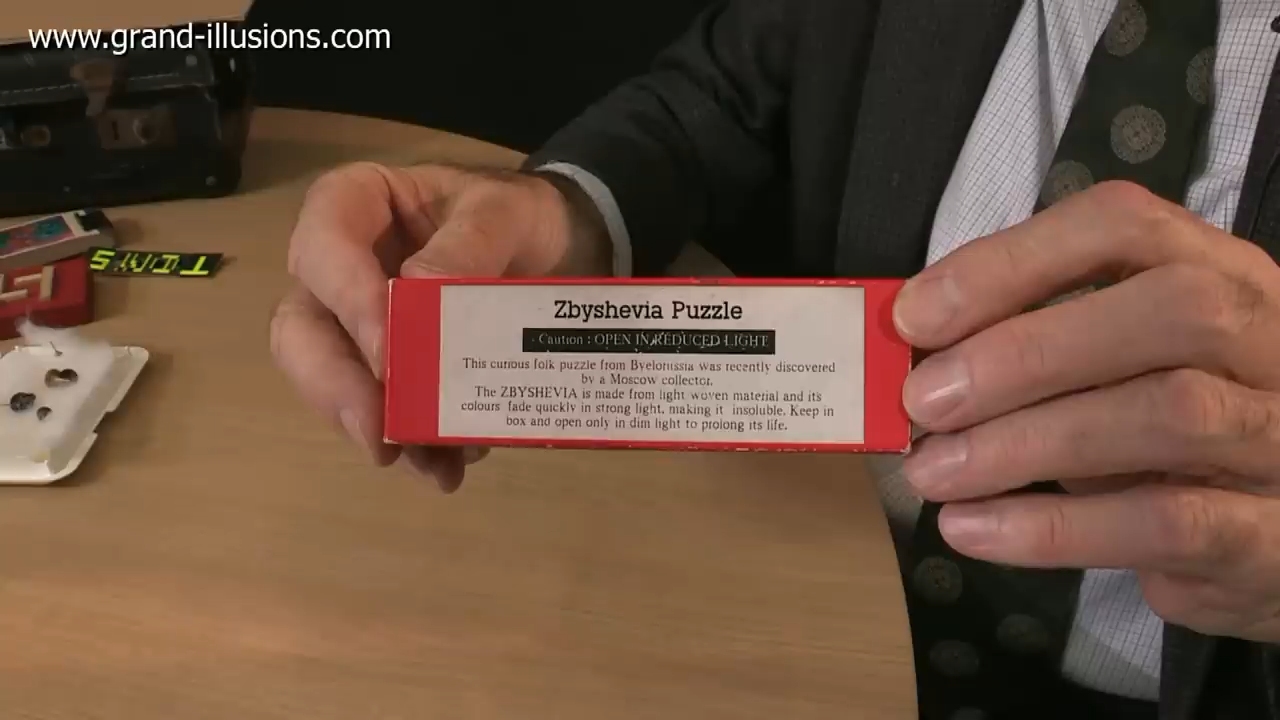 www.grand-illusions.com
Zbyshevia Puzzle
Caution : OPEN IN REDUCED LIGHT
This curious folk puzzle from Byelorussia was recently discovered
by a Moscow collector.
The ZBYSHEVIA is made from light woven material and its
colours fade quickly in strong light, making it insoluble. Keep in
box and open only in dim light to prolong its life.